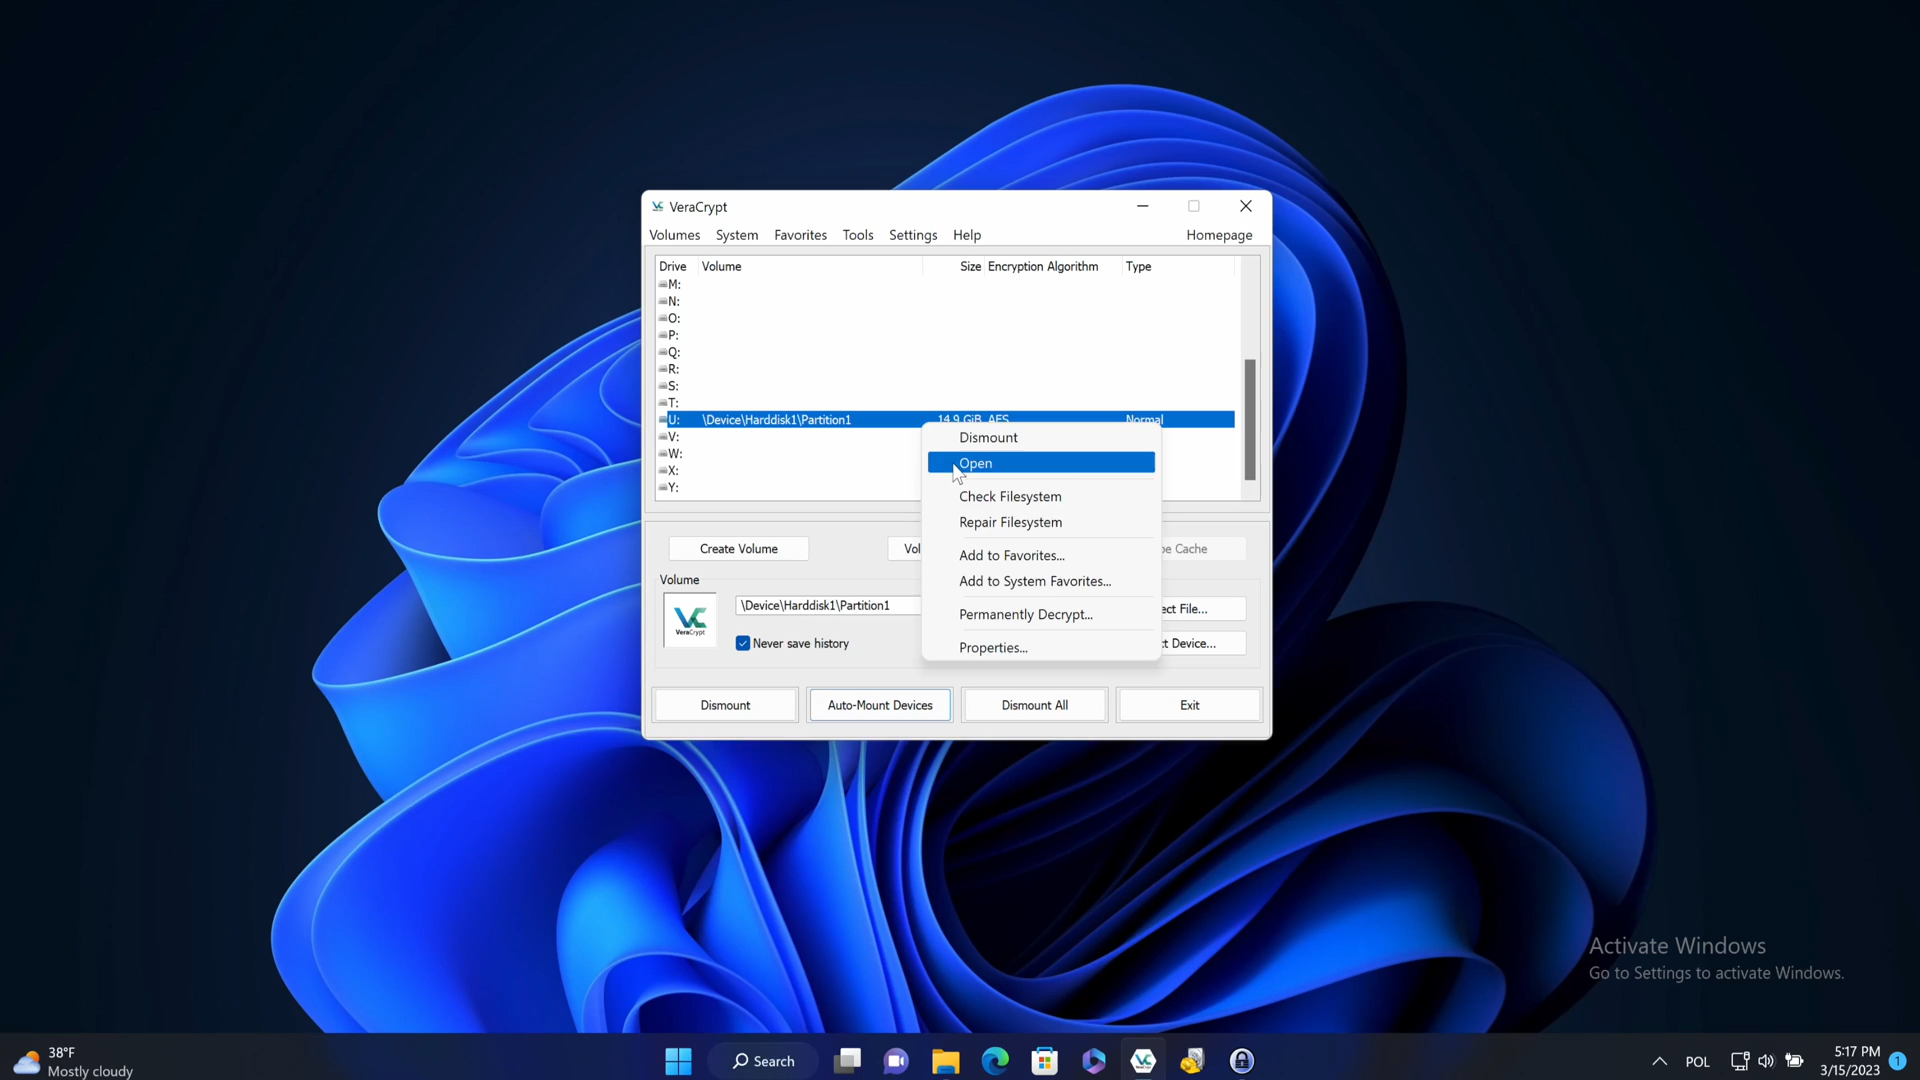 VeraCrypt
Volumes System Favorites Tools Settings Help Homepage
Drive Volume Size Encryption Algorithm Type
M:
N:
O:
P:
Q:
R:
S:
T:
U: \Device\Harddisk1\Partition1 14.9 GiB AES Normal
V:
W:
X:
Y:
Dismount
Open
Check Filesystem
Repair Filesystem
Add to Favorites...
Add to System Favorites...
Permanently Decrypt...
Properties...
Create Volume Vol pe Cache
Volume
VeraCrypt
\Device\Harddisk1\Partition1 ect File...
Never save history t Device...
Dismount Auto-Mount Devices Dismount All Exit
Activate Windows
Go to Settings to activate Windows.
38°F
Mostly cloudy
Search
POL
5:17 PM
3/15/2023
1